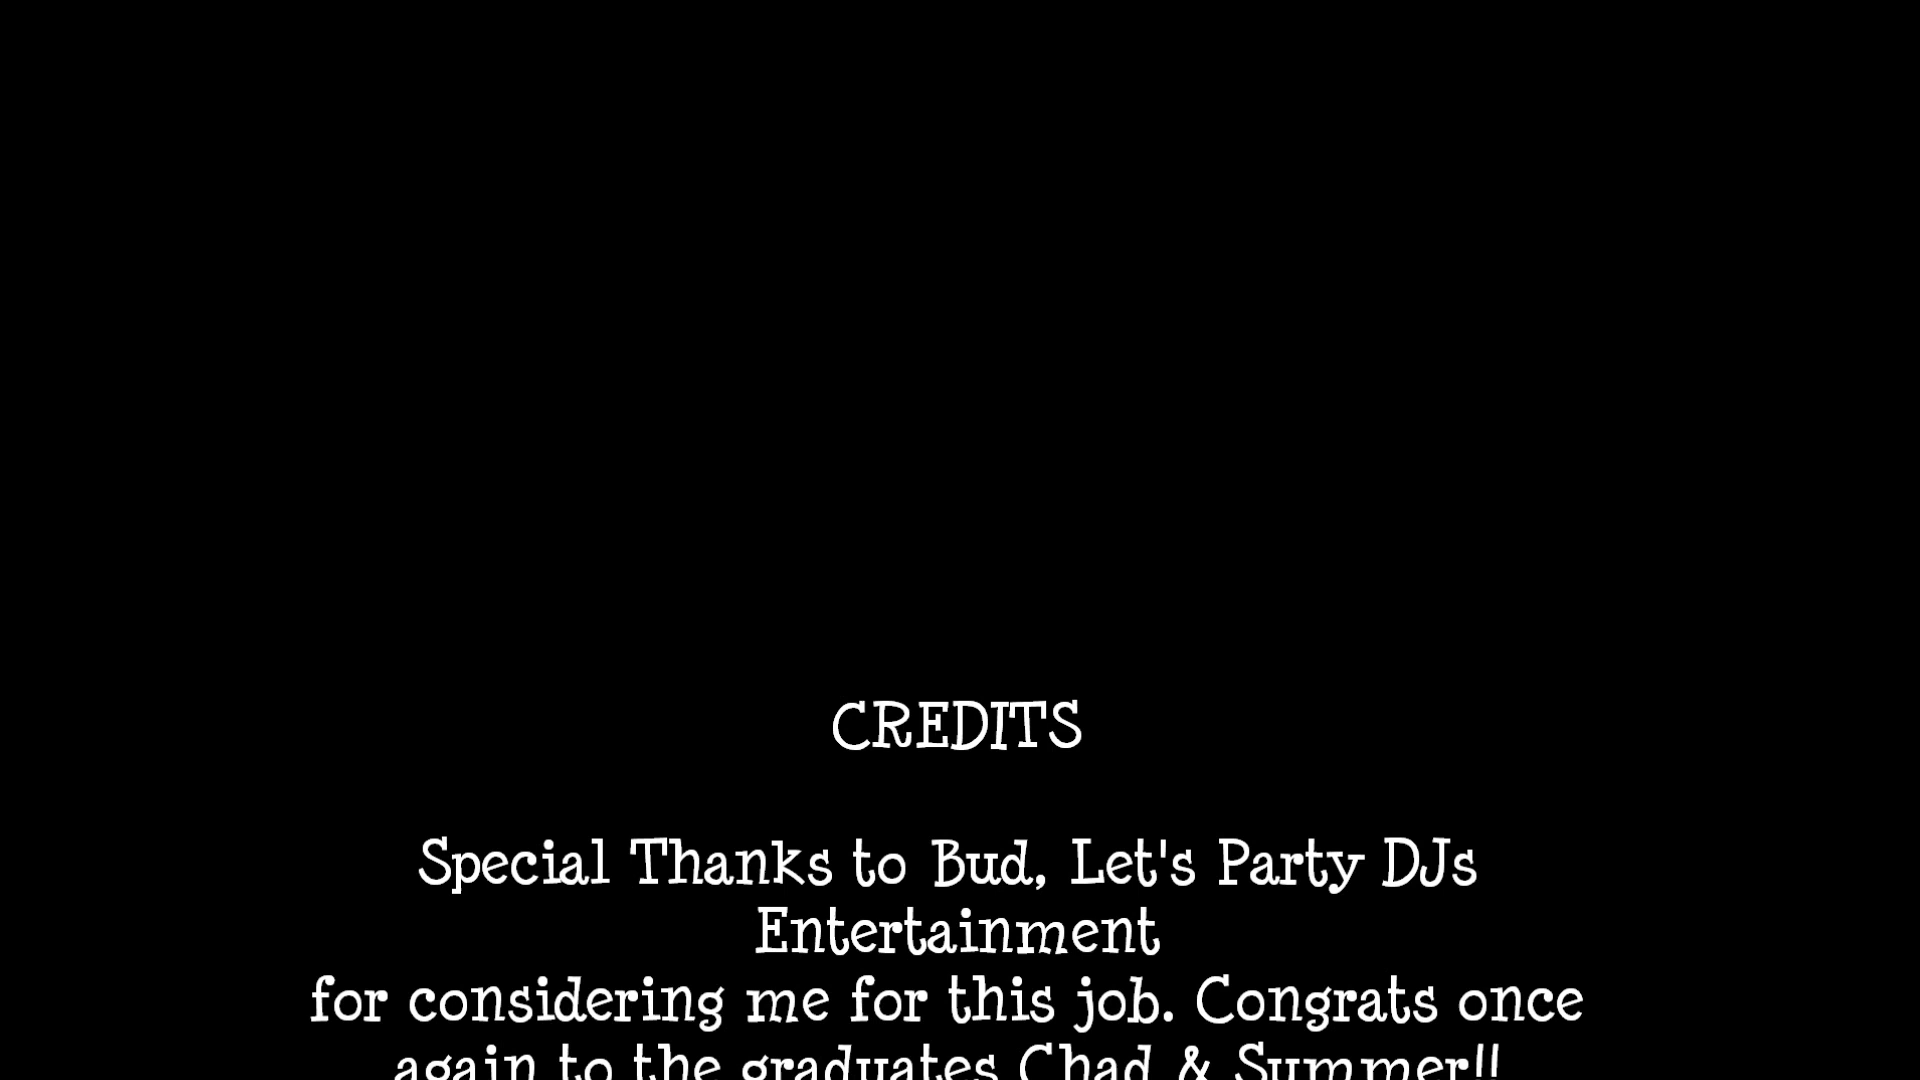 CREDITS
Special Thanks to Bud, Let's Party DJs
Entertainment
for considering me for this job. Congrats once
again to the graduates Chad & Summer!!